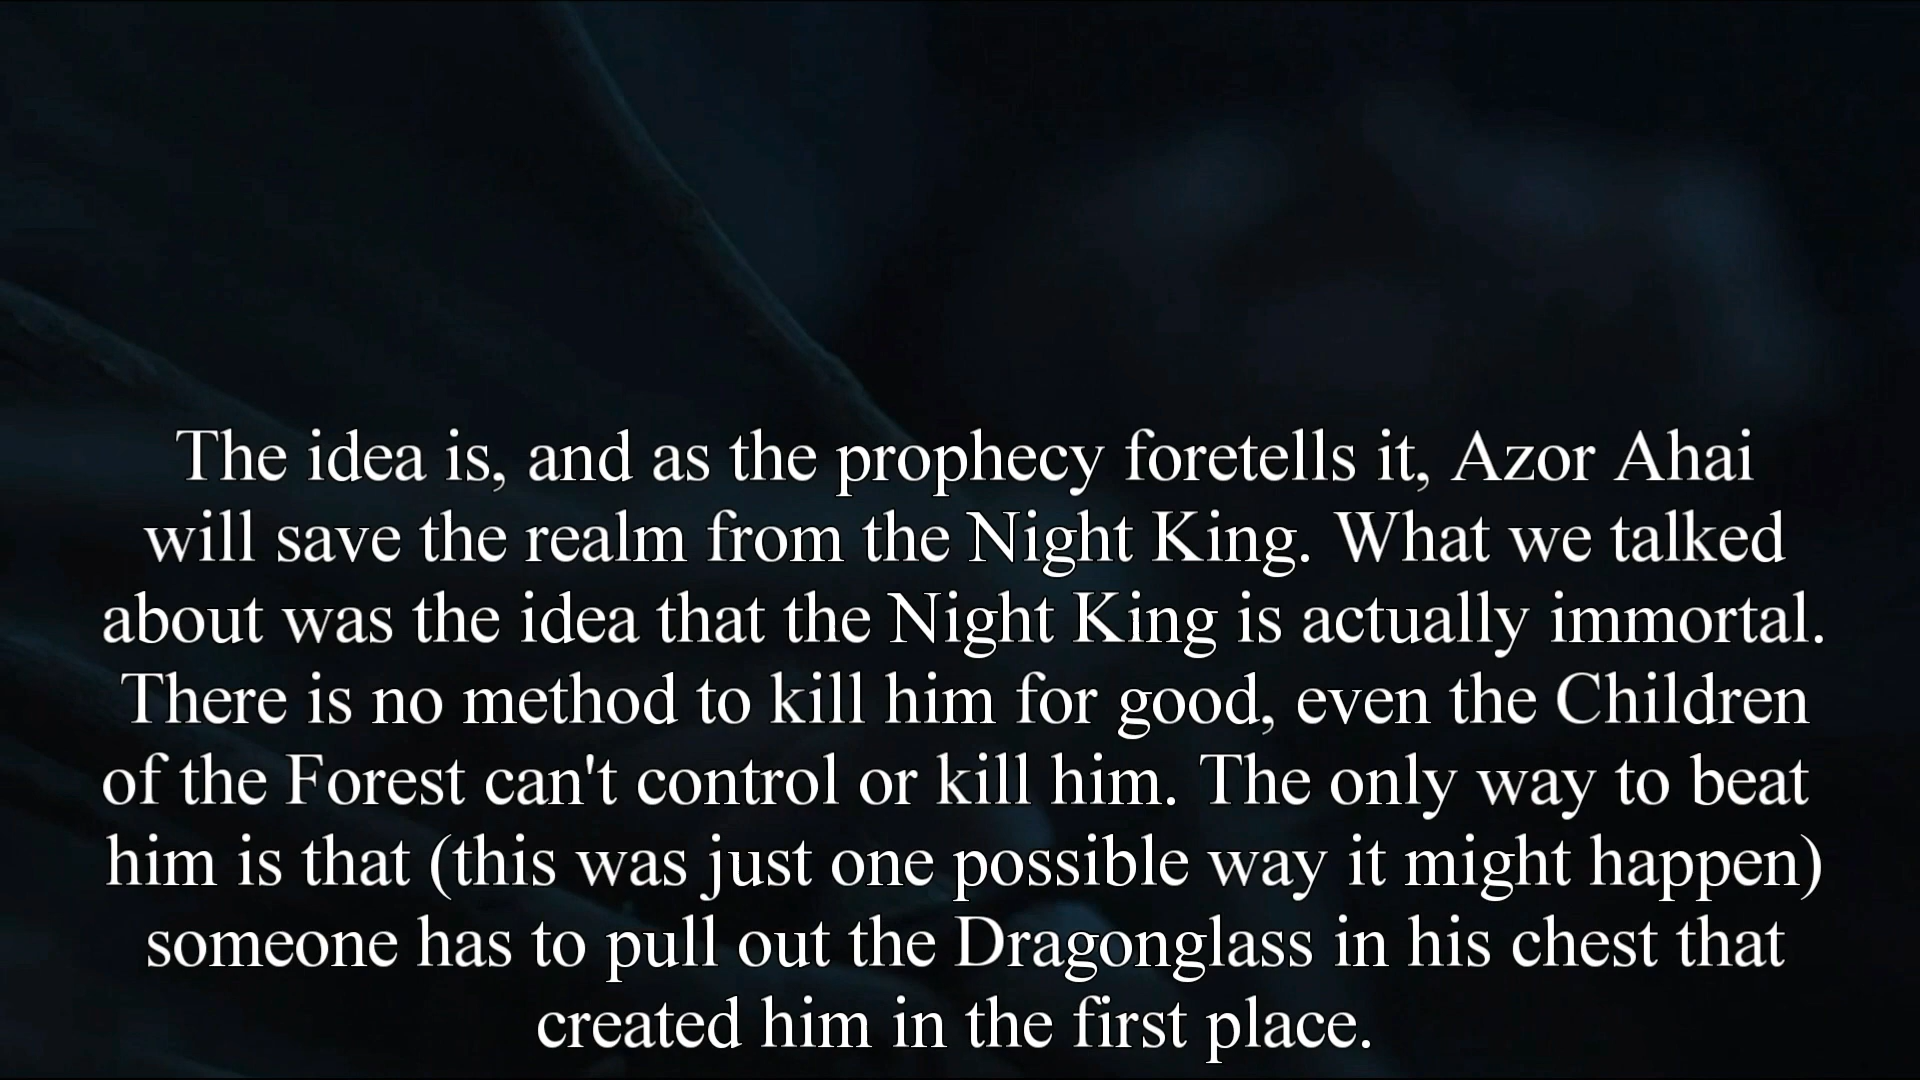 The idea is, and as the prophecy foretells it, Azor Ahai
will save the realm from the Night King. What we talked
about was the idea that the Night King is actually immortal.
There is no method to kill him for good, even the Children
of the Forest can't control or kill him. The only way to beat
him is that (this was just one possible way it might happen)
someone has to pull out the Dragonglass in his chest that
created him in the first place.